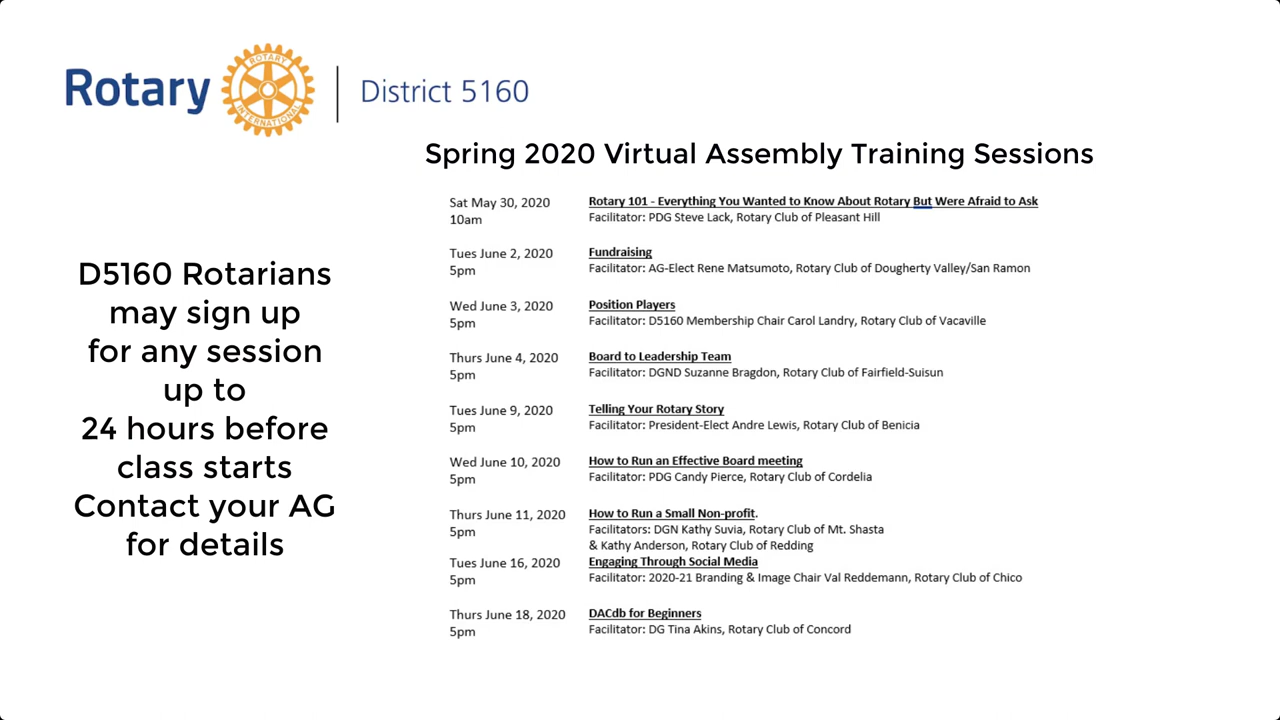 Rotary
ROTARY
INTERNATIONAL
District 5160
Spring 2020 Virtual Assembly Training Sessions
D5160 Rotarians
may sign up
for any session
up to
24 hours before
class starts
Contact your AG
for details
Sat May 30, 2020
10am
Rotary 101 - Everything You Wanted to Know About Rotary But Were Afraid to Ask
Facilitator: PDG Steve Lack, Rotary Club of Pleasant Hill
Tues June 2, 2020
5pm
Fundraising
Facilitator: AG-Elect Rene Matsumoto, Rotary Club of Dougherty Valley/San Ramon
Wed June 3, 2020
5pm
Position Players
Facilitator: D5160 Membership Chair Carol Landry, Rotary Club of Vacaville
Thurs June 4, 2020
5pm
Board to Leadership Team
Facilitator: DGND Suzanne Bragdon, Rotary Club of Fairfield-Suisun
Tues June 9, 2020
5pm
Telling Your Rotary Story
Facilitator: President-Elect Andre Lewis, Rotary Club of Benicia
Wed June 10, 2020
5pm
How to Run an Effective Board meeting
Facilitator: PDG Candy Pierce, Rotary Club of Cordelia
Thurs June 11, 2020
5pm
How to Run a Small Non-profit.
Facilitators: DGN Kathy Suvia, Rotary Club of Mt. Shasta
& Kathy Anderson, Rotary Club of Redding
Tues June 16, 2020
5pm
Engaging Through Social Media
Facilitator: 2020-21 Branding & Image Chair Val Reddemann, Rotary Club of Chico
Thurs June 18, 2020
5pm
DACdb for Beginners
Facilitator: DG Tina Akins, Rotary Club of Concord